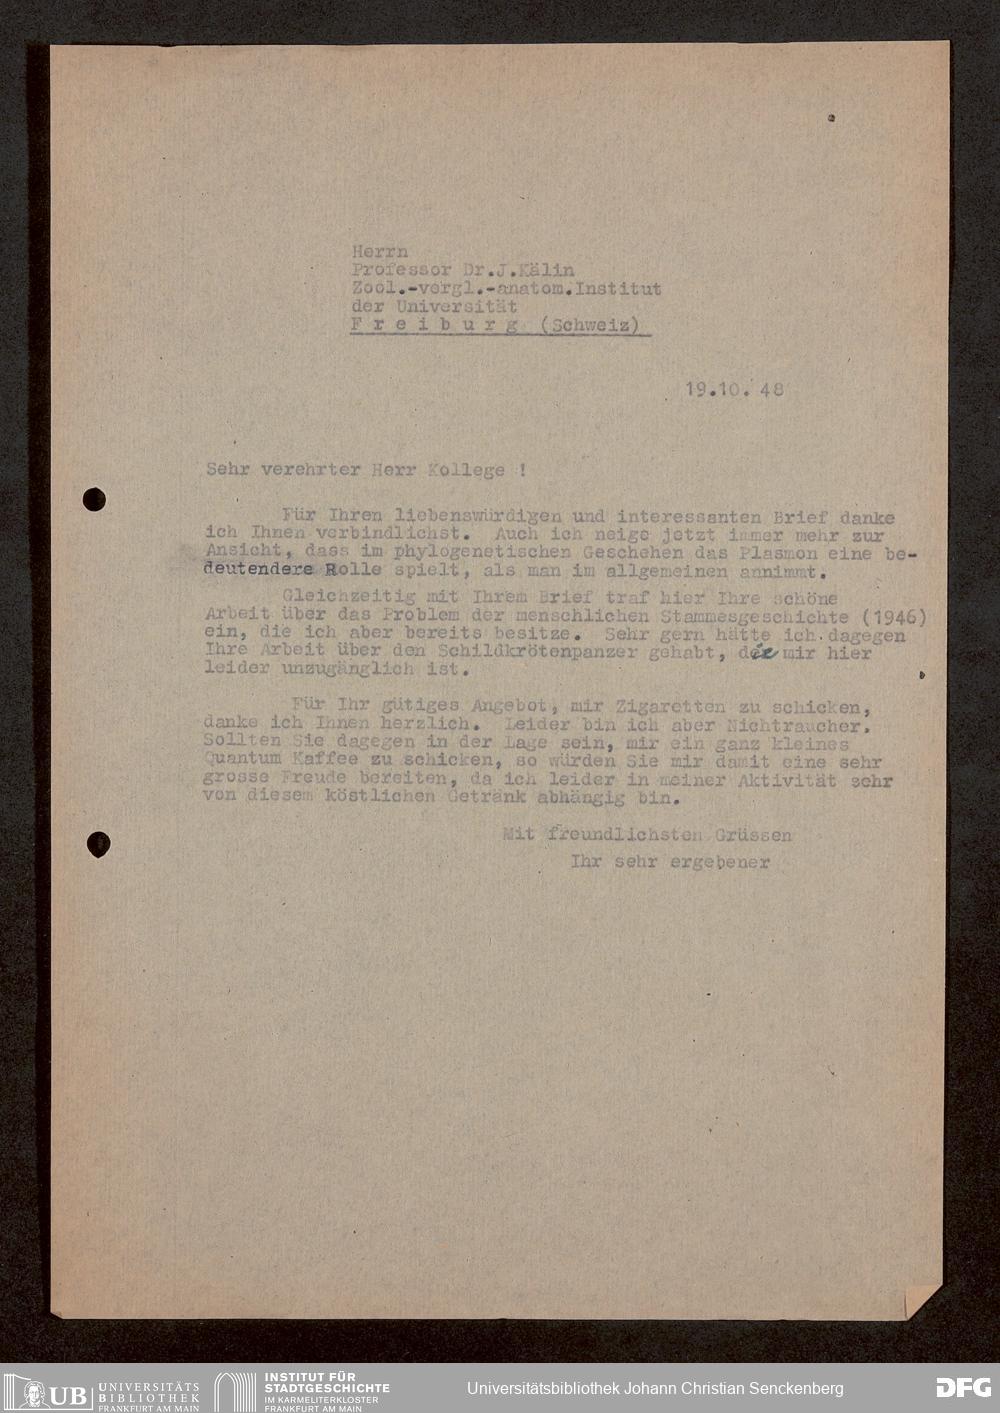 Herrn
Professor Dr.J.Kälin
Zool.-vergl.-anatom.Institut
der Universität
F r e i b u r g (Schweiz)
19.10.48
Sehr verehrter Herr Kollege !
Für Ihren liebenswürdigen und interessanten Brief danke
ich Ihnen verbindlichst. Auch ich neige jetzt immer mehr zur
Ansicht, dass im phylogenetischen Geschehen das Plasmon eine be-
deutendere Rolle spielt, als man im allgemeinen annimmt.
Gleichzeitig mit Ihrem Brief traf hier Ihre schöne
Arbeit über das Problem der menschlichen Stammesgeschichte (1946)
ein, die ich aber bereits besitze. Sehr gern hätte ich dagegen
Ihre Arbeit über den Schildkrötenpanzer gehabt, die mir hier
leider unzugänglich ist.
Für Ihr gütiges Angebot, mir Zigaretten zu schicken,
danke ich Ihnen herzlich. Leider bin ich aber Nichtraucher.
Sollten Sie dagegen in der Lage sein, mir ein ganz kleines
Quantum Kaffee zu schicken, so würden Sie mir damit eine sehr
grosse Freude bereiten, da ich leider in meiner Aktivität sehr
von diesem köstlichen Getränk abhängig bin.
Mit freundlichsten Grüssen
Ihr sehr ergebener
UB
UNIVERSITÄTS
BIBLIOTHEK
FRANKFURT AM MAIN
INSTITUT FÜR
STADTGESCHICHTE
IM KARMELITERKLOSTER
FRANKFURT AM MAIN
Universitätsbibliothek Johann Christian Senckenberg
DFG